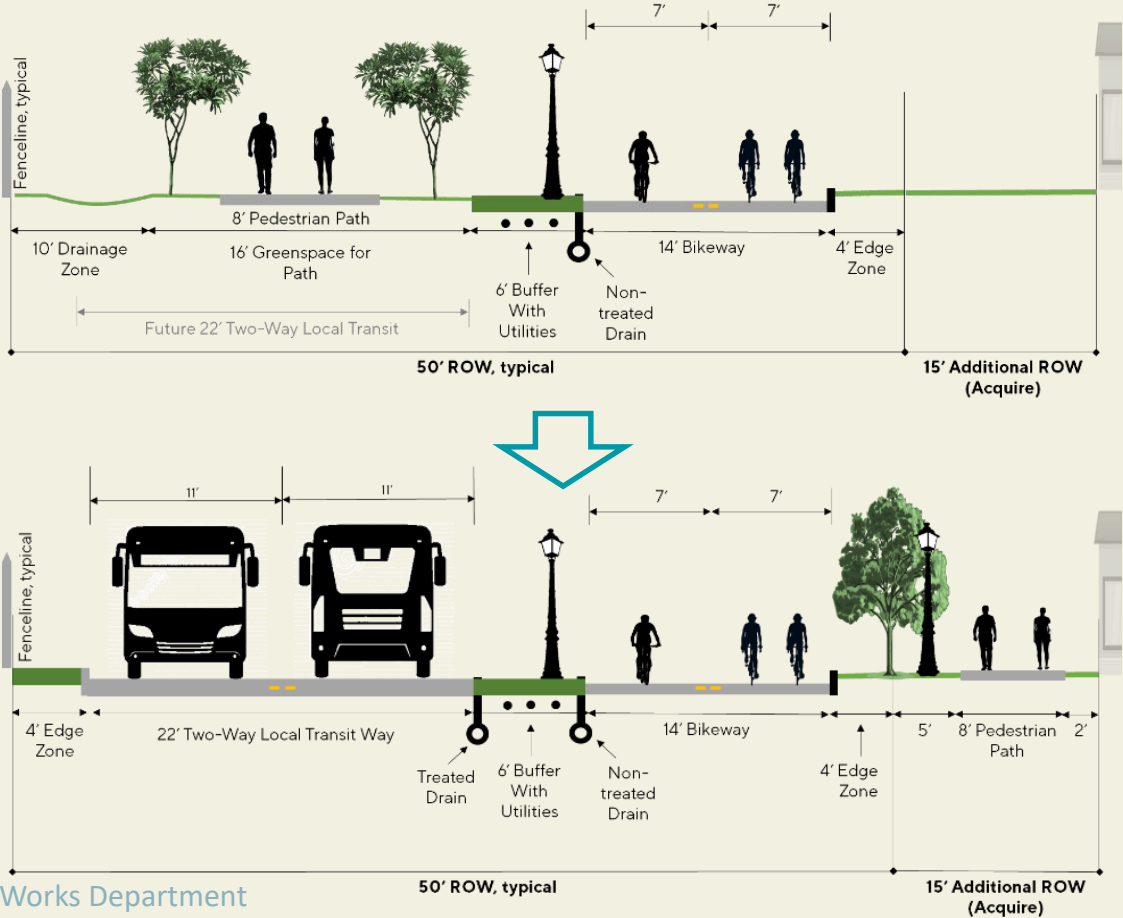 7′ 7′
Fenceline, typical
8′ Pedestrian Path
10′ Drainage
Zone
16′ Greenspace for
Path
14′ Bikeway
4′ Edge
Zone
6′ Buffer
With
Utilities
Non-
treated
Drain
Future 22′ Two-Way Local Transit
50′ ROW, typical
15′ Additional ROW
(Acquire)
11′ 11′
7′ 7′
Fenceline, typical
4′ Edge
Zone
22′ Two-Way Local Transit Way
14′ Bikeway
5′
8′ Pedestrian
Path
2′
Treated
Drain
6′ Buffer
With
Utilities
Non-
treated
Drain
4′ Edge
Zone
50′ ROW, typical
15′ Additional ROW
(Acquire)
Works Department